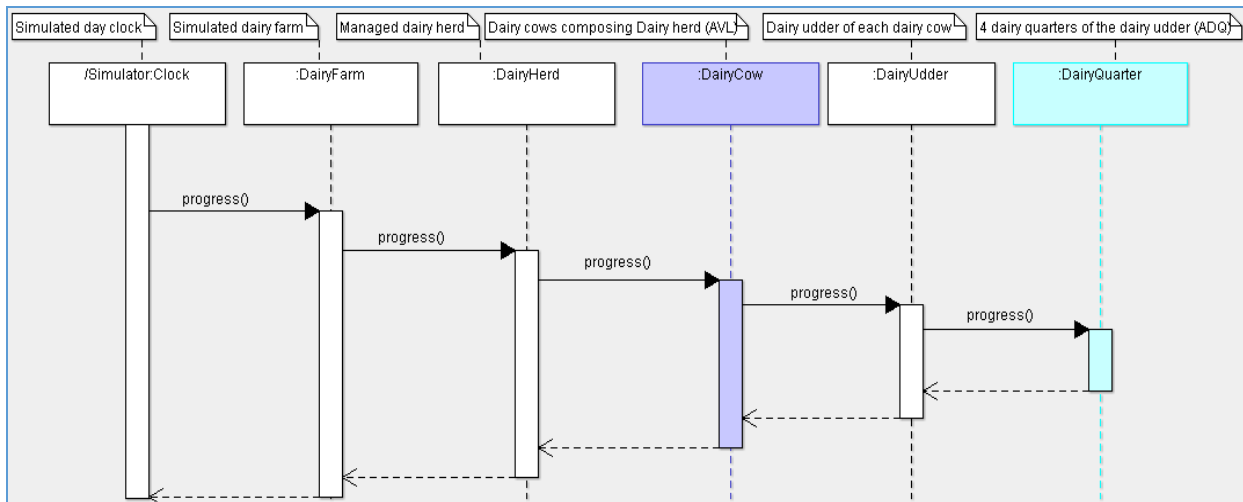 Simulated day clock
Simulated dairy farm
Managed dairy herd
Dairy cows composing Dairy herd (AVL)
Dairy udder of each dairy cow
4 dairy quarters of the dairy udder (ADQ)
/Simulator:Clock
:DairyFarm
:DairyHerd
:DairyCow
:DairyUdder
:DairyQuarter
progress()
progress()
progress()
progress()
progress()